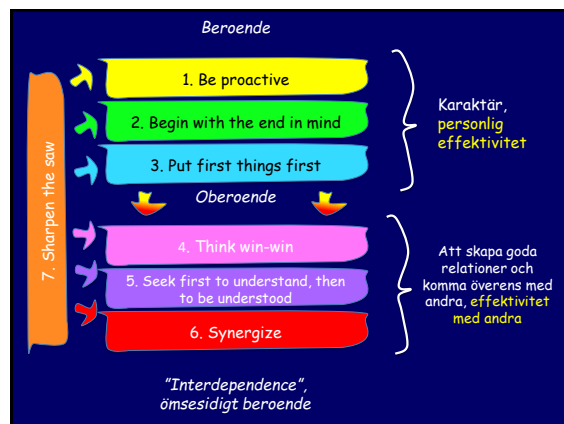 Beroende
1. Be proactive
2. Begin with the end in mind
3. Put first things first
Karaktär,
personlig
effektivitet
7. Sharpen the saw
Oberoende
4. Think win-win
5. Seek first to understand, then
to be understood
6. Synergize
Att skapa goda
relationer och
komma överens med
andra, effektivitet
med andra
”Interdependence”,
ömsesidigt beroende